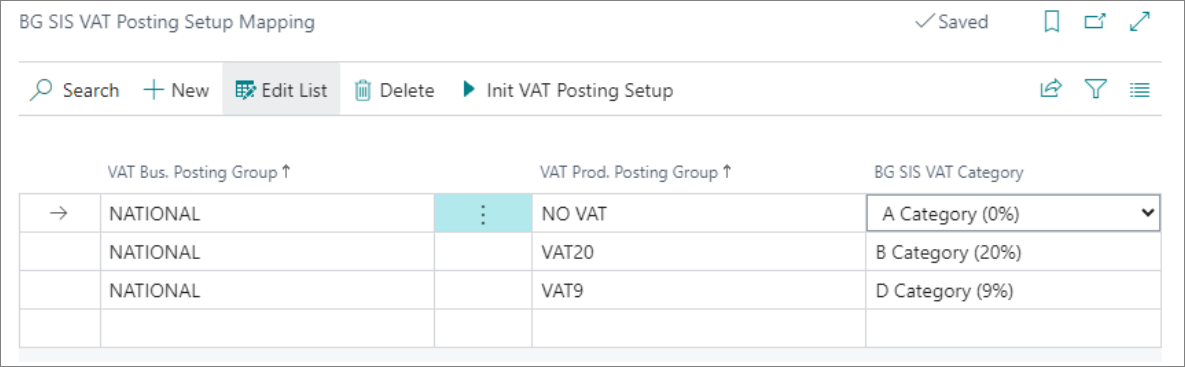 BG SIS VAT Posting Setup Mapping
Saved
Search New Edit List Delete Init VAT Posting Setup
VAT Bus. Posting Group↑ VAT Prod. Posting Group↑ BG SIS VAT Category
NATIONAL NO VAT A Category (0%)
NATIONAL VAT20 B Category (20%)
NATIONAL VAT9 D Category (9%)